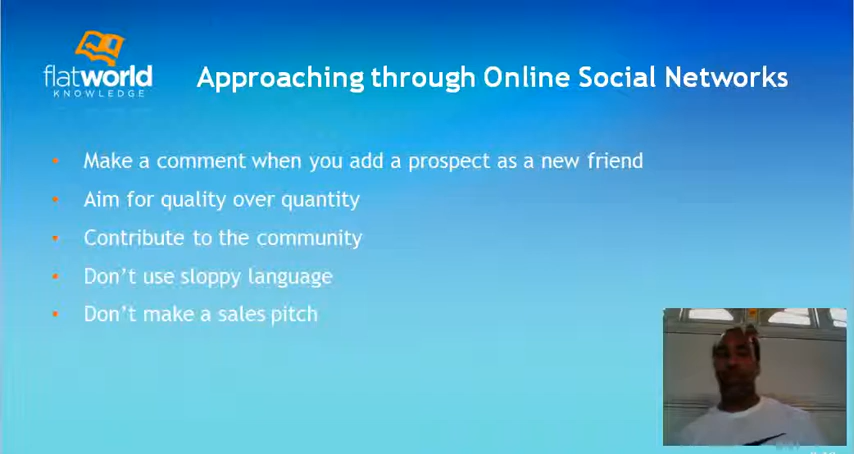 flatworld
KNOWLEDGE
Approaching through Online Social Networks
• Make a comment when you add a prospect as a new friend
• Aim for quality over quantity
• Contribute to the community
• Don't use sloppy language
• Don't make a sales pitch